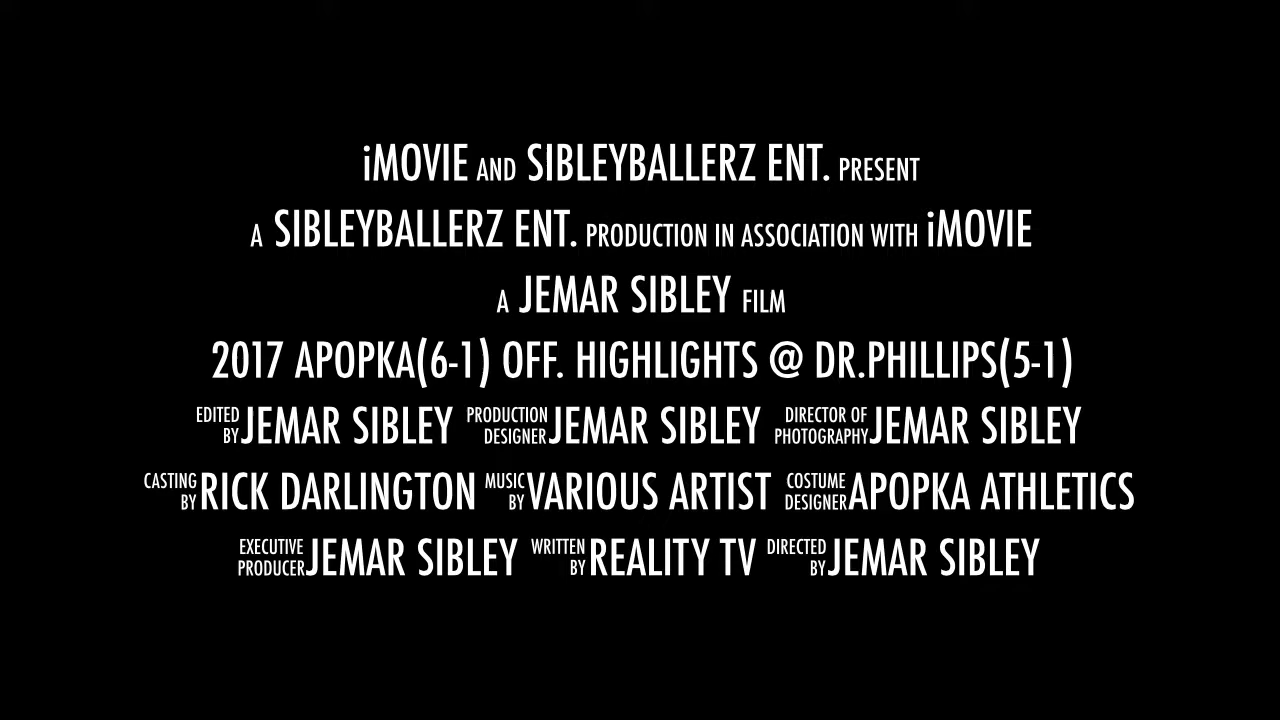 iMOVIE AND SIBLEYBALLERZ ENT. PRESENT
A SIBLEYBALLERZ ENT. PRODUCTION IN ASSOCIATION WITH iMOVIE
A JEMAR SIBLEY FILM
2017 APOPKA(6-1) OFF. HIGHLIGHTS @ DR.PHILLIPS(5-1)
EDITED BY JEMAR SIBLEY PRODUCTION DESIGNER JEMAR SIBLEY DIRECTOR OF PHOTOGRAPHY JEMAR SIBLEY
CASTING BY RICK DARLINGTON MUSIC BY VARIOUS ARTIST COSTUME DESIGNER APOPKA ATHLETICS
EXECUTIVE PRODUCER JEMAR SIBLEY WRITTEN BY REALITY TV DIRECTED BY JEMAR SIBLEY